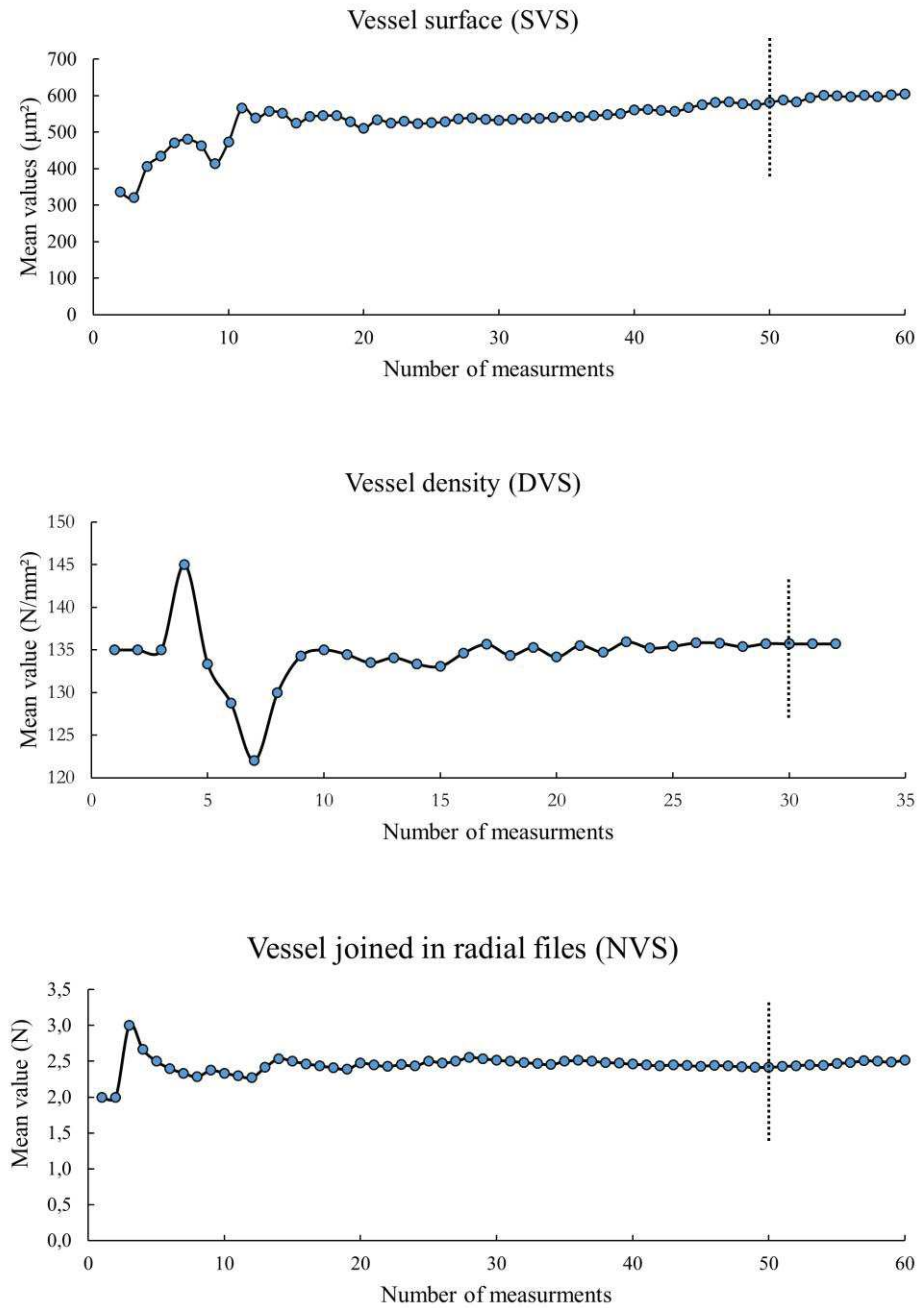 Vessel surface (SVS)
700
600
500
400
300
200
100
0
Mean values (µm²)
0 10 20 30 40 50 60
Number of measurments
Vessel density (DVS)
150
145
140
135
130
125
120
Mean value (N/mm²)
0 5 10 15 20 25 30 35
Number of measurments
Vessel joined in radial files (NVS)
3,5
3,0
2,5
2,0
1,5
1,0
0,5
0,0
Mean value (N)
0 10 20 30 40 50 60
Number of measurments